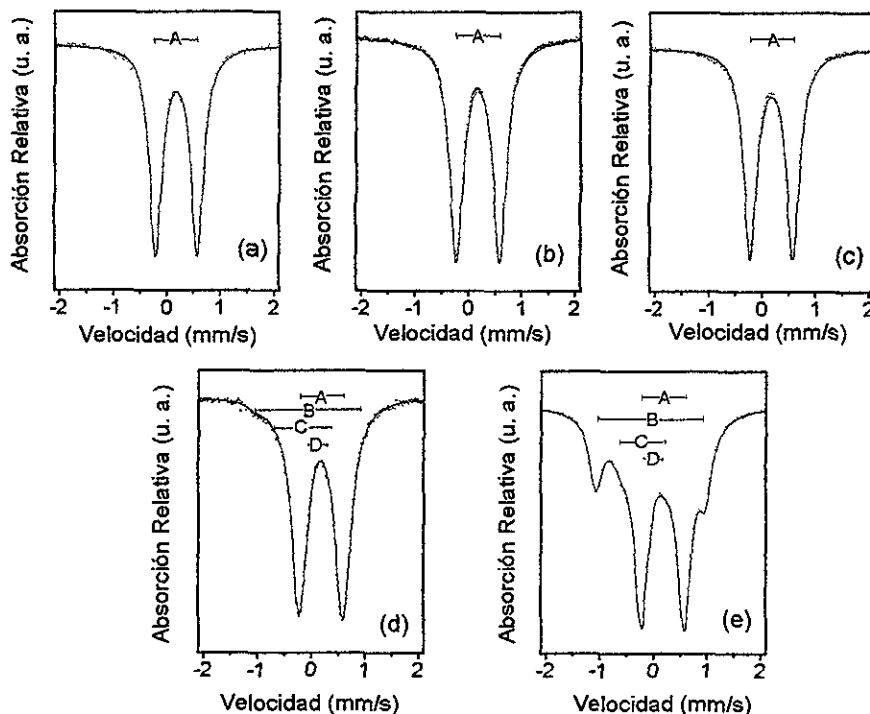 Absorción Relativa (u. a.)
A
(a)
-2 -1 0 1 2
Velocidad (mm/s)
Absorción Relativa (u. a.)
A
(b)
-2 -1 0 1 2
Velocidad (mm/s)
Absorción Relativa (u. a.)
A
(c)
-2 -1 0 1 2
Velocidad (mm/s)
Absorción Relativa (u. a.)
A
B
C
D
(d)
-2 -1 0 1 2
Velocidad (mm/s)
Absorción Relativa (u. a.)
A
B
C
D
(e)
-2 -1 0 1 2
Velocidad (mm/s)